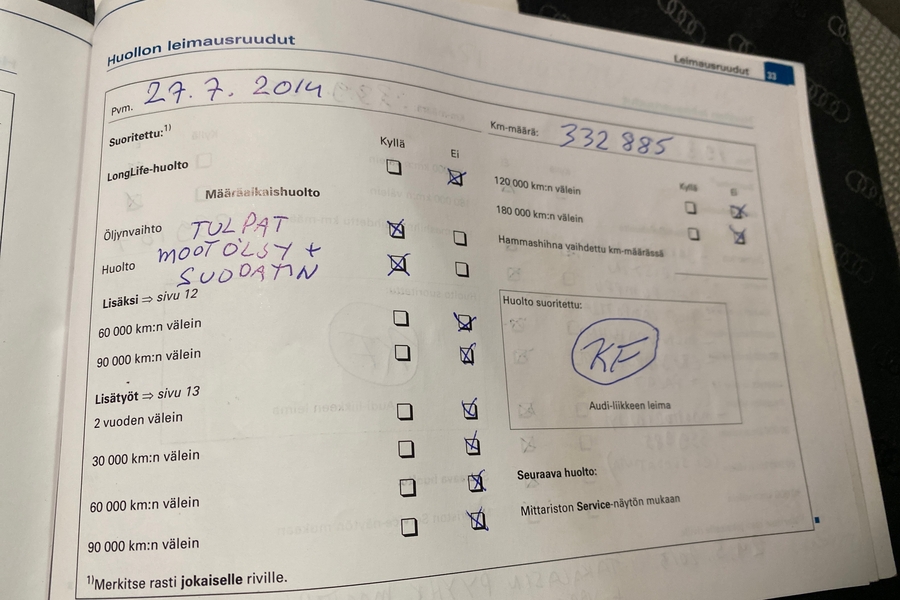 Huollon leimausruudut
Leimausruudut 33
Pvm. 27.7.2014
Km-määrä: 332 885
Suoritettu:1)
Kyllä Ei
LongLife-huolto
Määräaikaishuolto
Öljynvaihto TULPAT
MOOTÖLJY +
Huolto SUODATIN
Lisäksi ⇒ sivu 12
60 000 km:n välein
90 000 km:n välein
Lisätyöt ⇒ sivu 13
2 vuoden välein
30 000 km:n välein
60 000 km:n välein
90 000 km:n välein
1)Merkitse rasti jokaiselle riville.
Kyllä Ei
120 000 km:n välein
180 000 km:n välein
Hammashihna vaihdettu km-määrässä
Huolto suoritettu:
KF
Audi-liikkeen leima
Seuraava huolto:
Mittariston Service-näytön mukaan